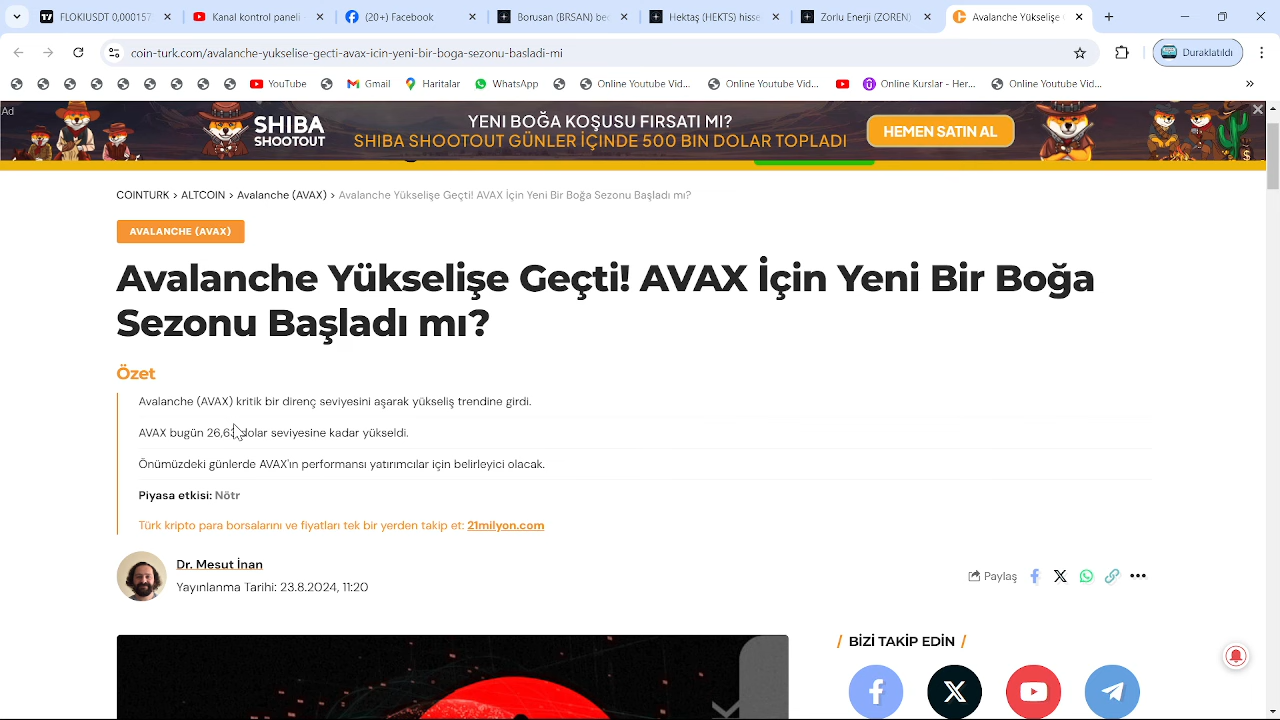 FLOKIUSDT (0,0001577
Bitcoin
(20+) Facebook
Borusan (BRSAN) bed
Hektaş (HEKTS) hisse
Zorlu Enerji (ZOREN)
Avalanche Yükselişe
coin-turk.com/avalanche-yukselise-gecti-avax-icin-yeni-bir-boga-sezonu-basladi-mi
Duraklatıldı
YouTube
Gmail
Haritalar
WhatsApp
Online Youtube Vid...
Online Youtube Vid...
Online Kurslar - Her...
Online Youtube Vid...
Ad
SHIBA SHOOTOUT
YENİ BOĞA KOŞUSU FIRSATI MI?
SHIBA SHOOTOUT GÜNLER İÇİNDE 500 BIN DOLAR TOPLADI
HEMEN SATIN AL
COINTURK > ALTCOIN > Avalanche (AVAX) > Avalanche Yükselişe Geçti! AVAX İçin Yeni Bir Boğa Sezonu Başladı mı?
AVALANCHE (AVAX)
Avalanche Yükselişe Geçti! AVAX İçin Yeni Bir Boğa
Sezonu Başladı mı?
Özet
Avalanche (AVAX) kritik bir direnç seviyesini aşarak yükseliş trendine girdi.
AVAX bugün dolar seviyesine kadar yükseldi.
Önümüzdeki günlerde AVAX'ın performansı yatırımcılar için belirleyici olacak.
Piyasa etkisi: Nötr
Türk kripto para borsalarını ve fiyatları tek bir yerden takip et: 21milyon.com
Dr. Mesut İnan
Yayınlanma Tarihi: 23.8.2024, 11:20
Paylaş
/ BİZİ TAKİP EDİN /